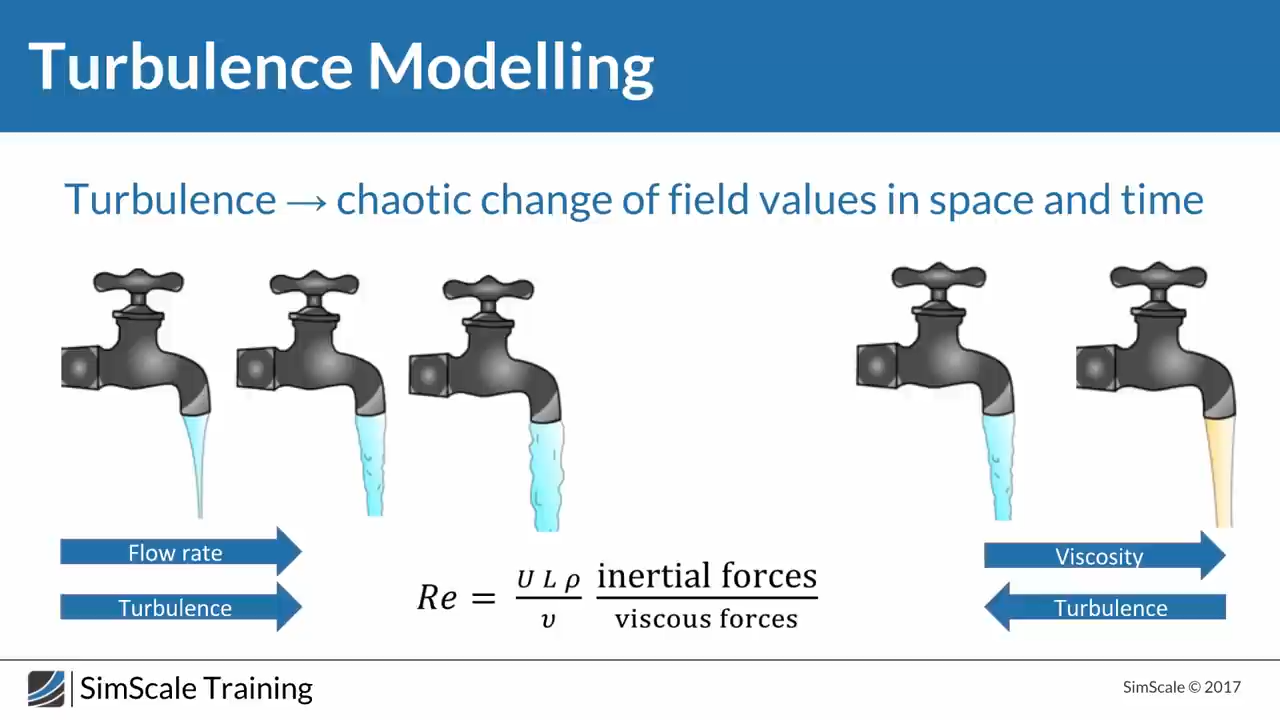 Turbulence Modelling
Turbulence → chaotic change of field values in space and time
Flow rate
Turbulence
Re = U L ρ / υ inertial forces / viscous forces
Viscosity
Turbulence
SimScale Training
SimScale © 2017